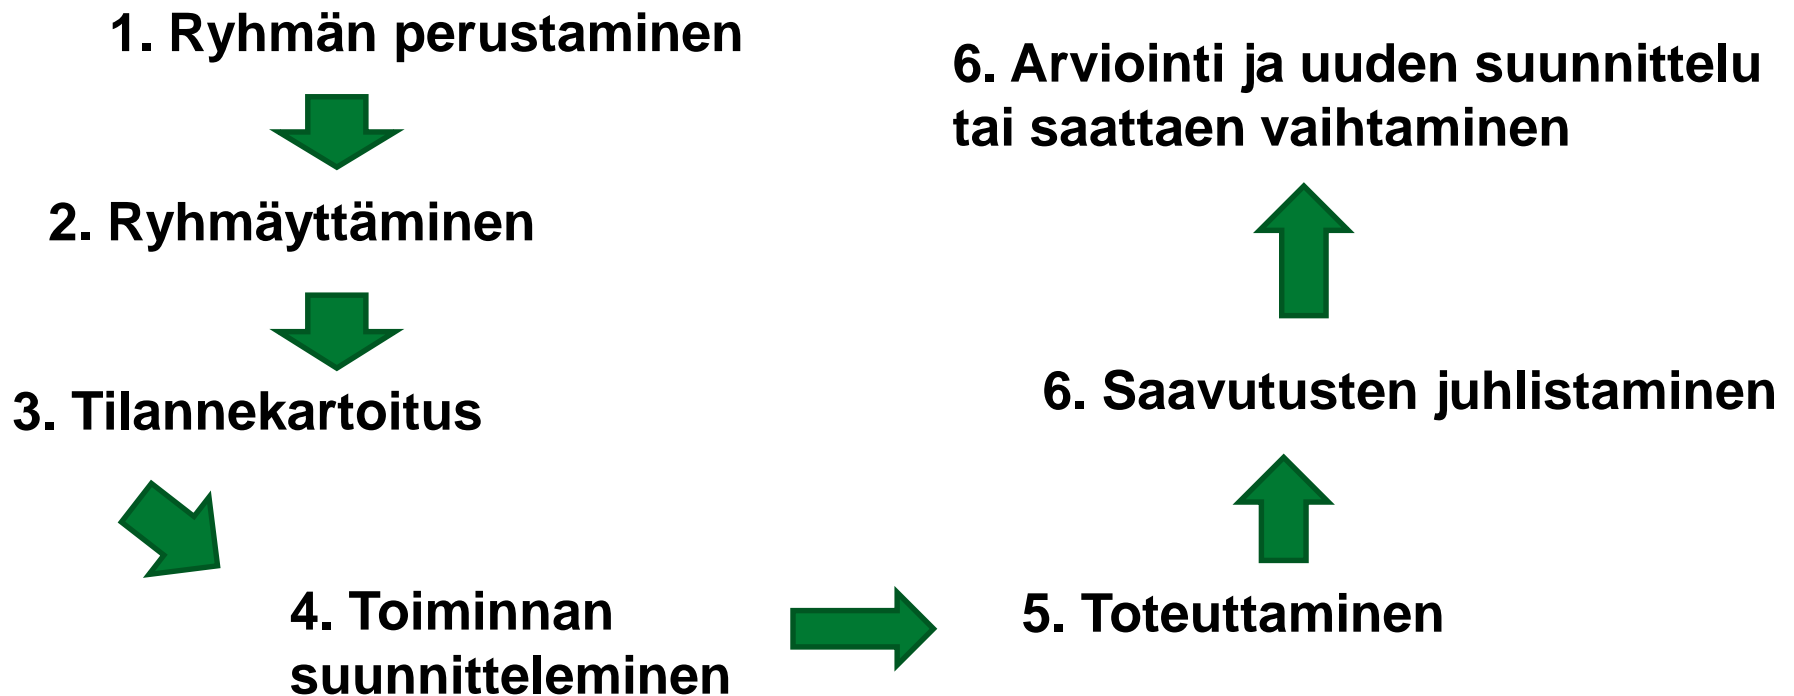 1. Ryhmän perustaminen
2. Ryhmäyttäminen
3. Tilannekartoitus
4. Toiminnan
suunnitteleminen
5. Toteuttaminen
6. Saavutusten juhlistaminen
6. Arviointi ja uuden suunnittelu
tai saattaen vaihtaminen